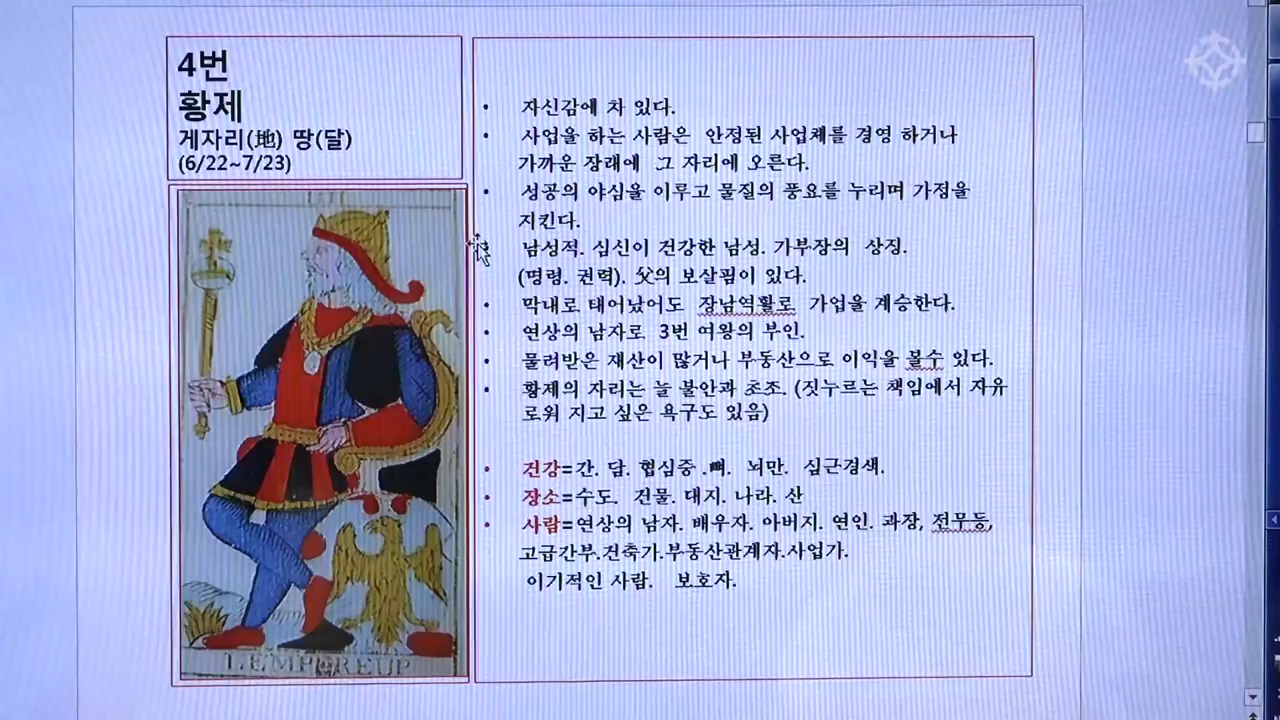 4번
황제
게자리(地) 땅(달)
(6/22~7/23)
IIII
L'EMPEREUP
• 자신감에 차 있다.
• 사업을 하는 사람은 안정된 사업체를 경영 하거나
가까운 장래에 그 자리에 오른다.
• 성공의 야심을 이루고 물질의 풍요를 누리며 가정을
지킨다.
• 남성적. 심신이 건강한 남성. 가부장의 상징.
(명령. 권력). 父의 보살핌이 있다.
• 막내로 태어났어도 장남역활로 가업을 계승한다.
• 연상의 남자로 3번 여왕의 부인.
• 물려받은 재산이 많거나 부동산으로 이익을 볼수 있다.
• 황제의 자리는 늘 불안과 초조. (짓누르는 책임에서 자유
로워 지고 싶은 욕구도 있음)
• 건강=간. 담. 협심증 .뼈. 뇌만. 심근경색.
• 장소=수도. 건물. 대지. 나라. 산
• 사람=연상의 남자. 배우자. 아버지. 연인. 과장, 전무등,
고급간부.건축가.부동산관계자.사업가.
이기적인 사람. 보호자.